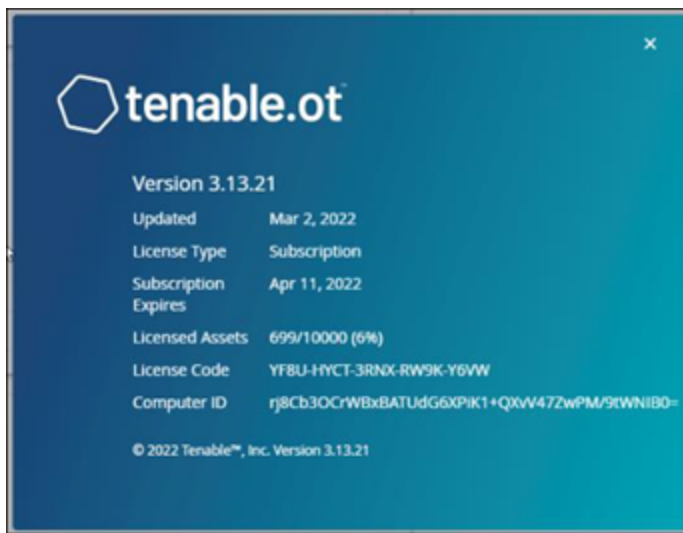 tenable.ot™
Version 3.13.21
Updated Mar 2, 2022
License Type Subscription
Subscription Expires Apr 11, 2022
Licensed Assets 699/10000 (6%)
License Code YF8U-HYCT-3RNX-RW9K-Y6VW
Computer ID rj8Cb3OCrWBxBATUdG6XPiK1+QXvV47ZwPM/9tWNIB0=
© 2022 Tenable™, Inc. Version 3.13.21